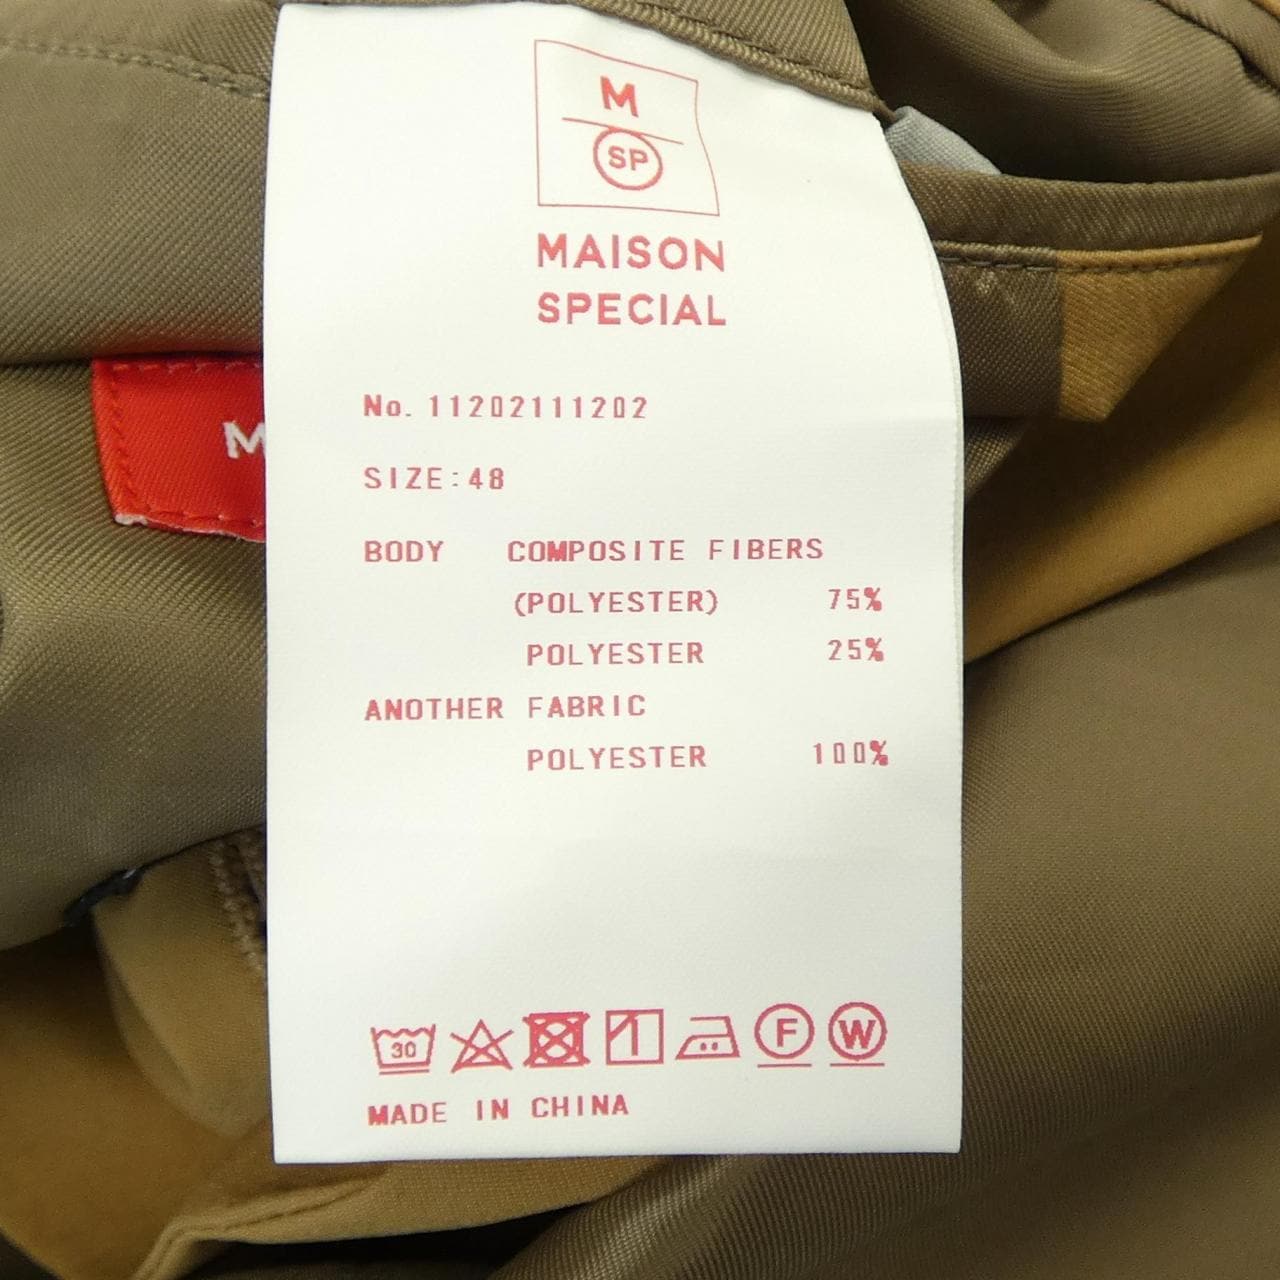 M
SP
MAISON
SPECIAL
No. 11202111202
SIZE:48
BODY COMPOSITE FIBERS
(POLYESTER) 75%
POLYESTER 25%
ANOTHER FABRIC
POLYESTER 100%
30 F W
MADE IN CHINA
M